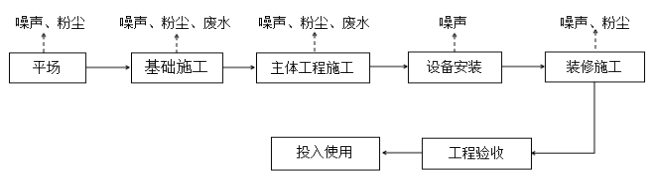 噪声、粉尘 噪声、粉尘、废水 噪声、粉尘、废水 噪声 噪声、粉尘
平场 基础施工 主体工程施工 设备安装 装修施工
投入使用 工程验收